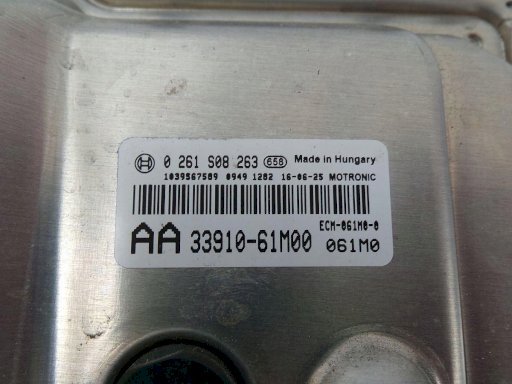 0 261 S08 263 658 Made in Hungary
1039S67589 0949 1282 16-06-25 MOTRONIC
ECM-061M0-0
AA 33910-61M00 061M0